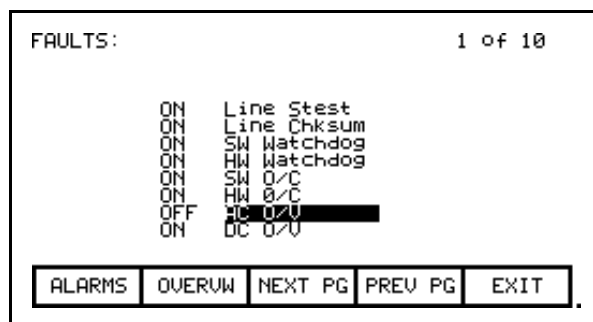 FAULTS: 1 of 10
ON Line Stest
ON Line Chksum
ON SW Watchdog
ON HW Watchdog
ON SW O/C
ON HW O/C
OFF AC O/V
ON DC O/V
ALARMS OVERVW NEXT PG PREV PG EXIT